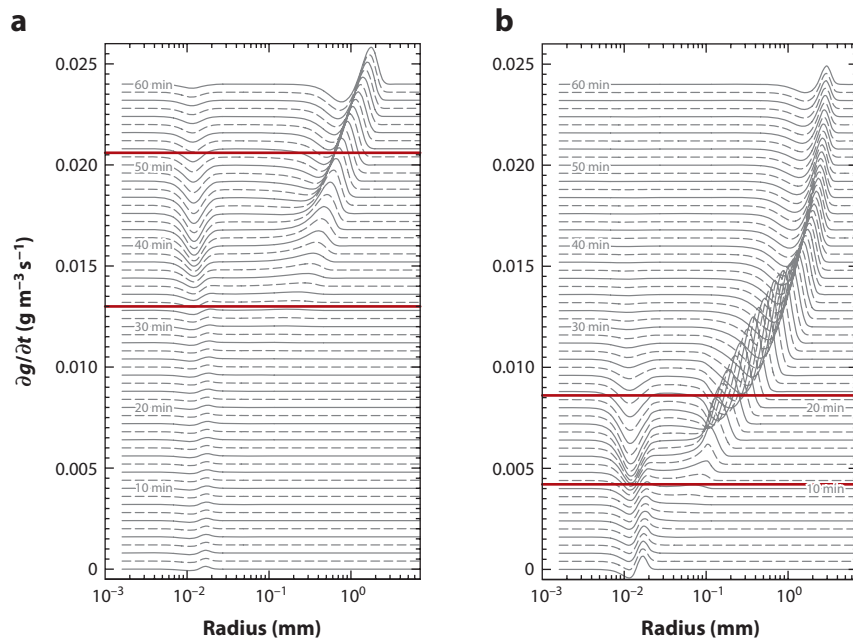 a
b
∂g/∂t (g m⁻³ s⁻¹)
0.025
0.020
0.015
0.010
0.005
0
60 min
50 min
40 min
30 min
20 min
10 min
10⁻³
10⁻²
10⁻¹
10⁰
Radius (mm)
0.025
0.020
0.015
0.010
0.005
0
60 min
50 min
40 min
30 min
20 min
10 min
10⁻³
10⁻²
10⁻¹
10⁰
Radius (mm)